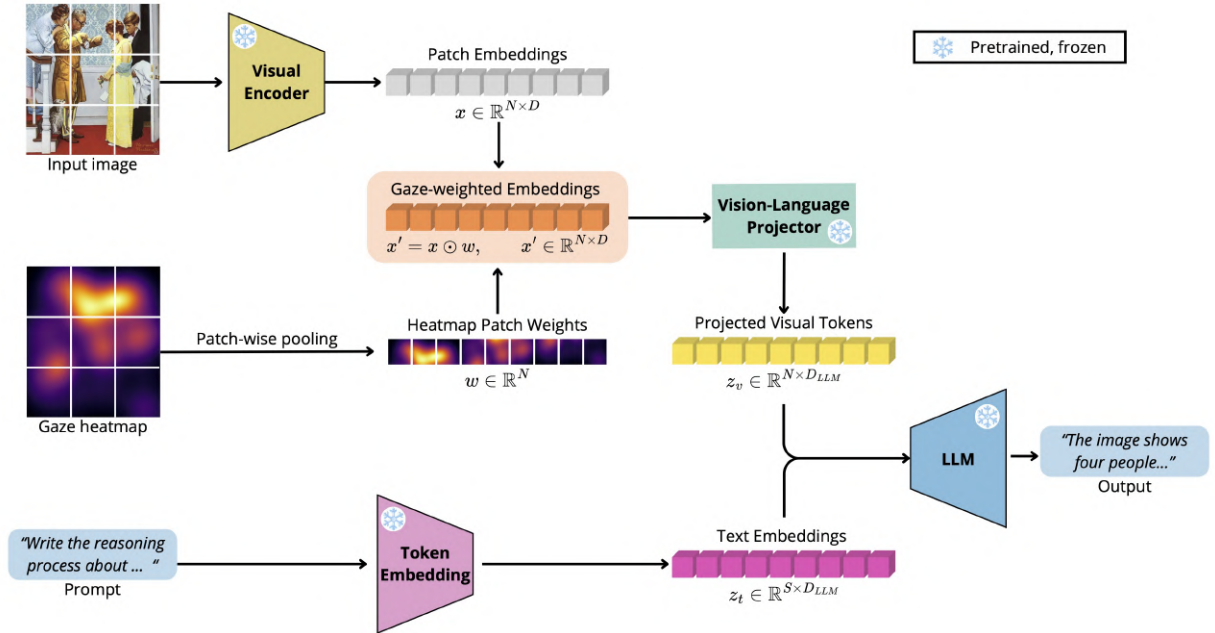 Visual
Encoder
Input image
Patch Embeddings
x ∈ ℝ^{N×D}
Pretrained, frozen
Gaze-weighted Embeddings
x′ = x ⊙ w, x′ ∈ ℝ^{N×D}
Vision-Language
Projector
Gaze heatmap
Patch-wise pooling
Heatmap Patch Weights
w ∈ ℝ^N
Projected Visual Tokens
z_v ∈ ℝ^{N×D_{LLM}}
LLM
“The image shows
four people...”
Output
“Write the reasoning
process about ... “
Prompt
Token
Embedding
Text Embeddings
z_t ∈ ℝ^{S×D_{LLM}}